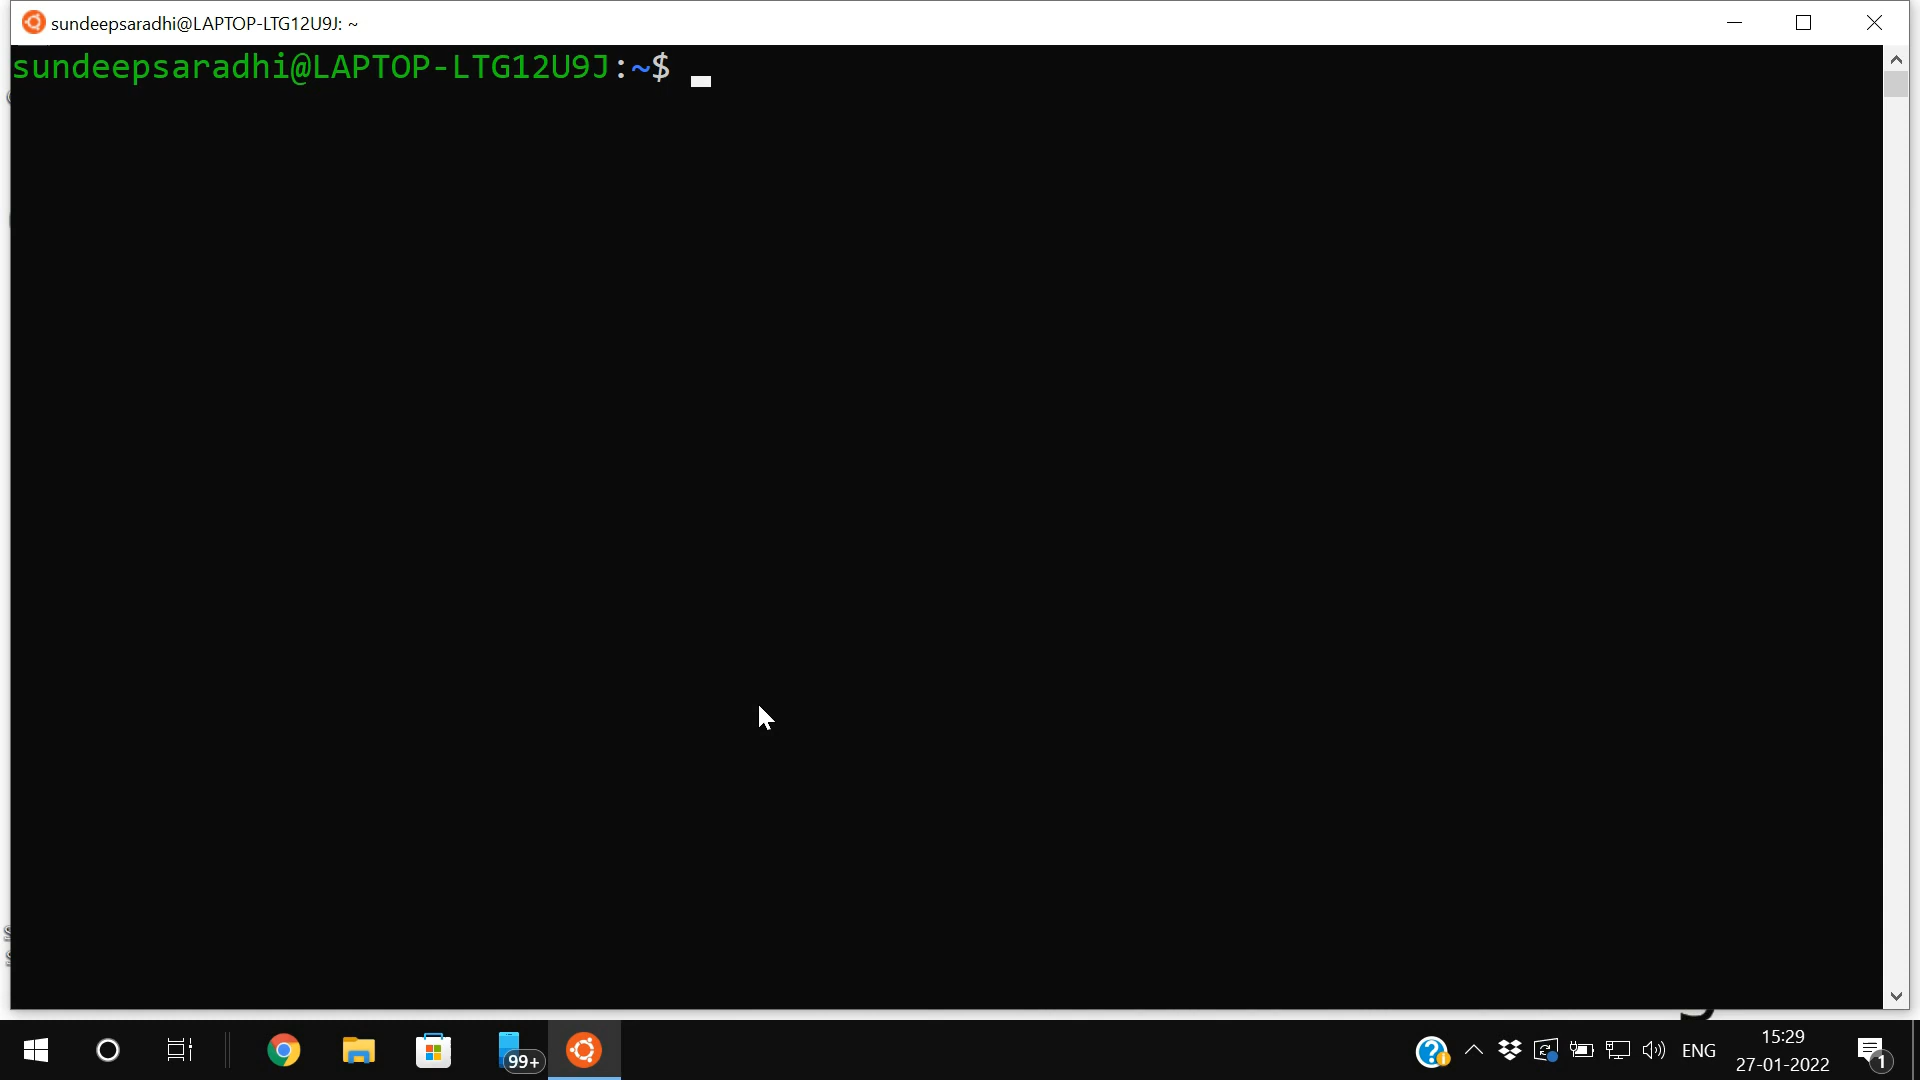 sundeepsaradhi@LAPTOP-LTG12U9J: ~
sundeepsaradhi@LAPTOP-LTG12U9J:~$
99+
ENG
15:29
27-01-2022
1